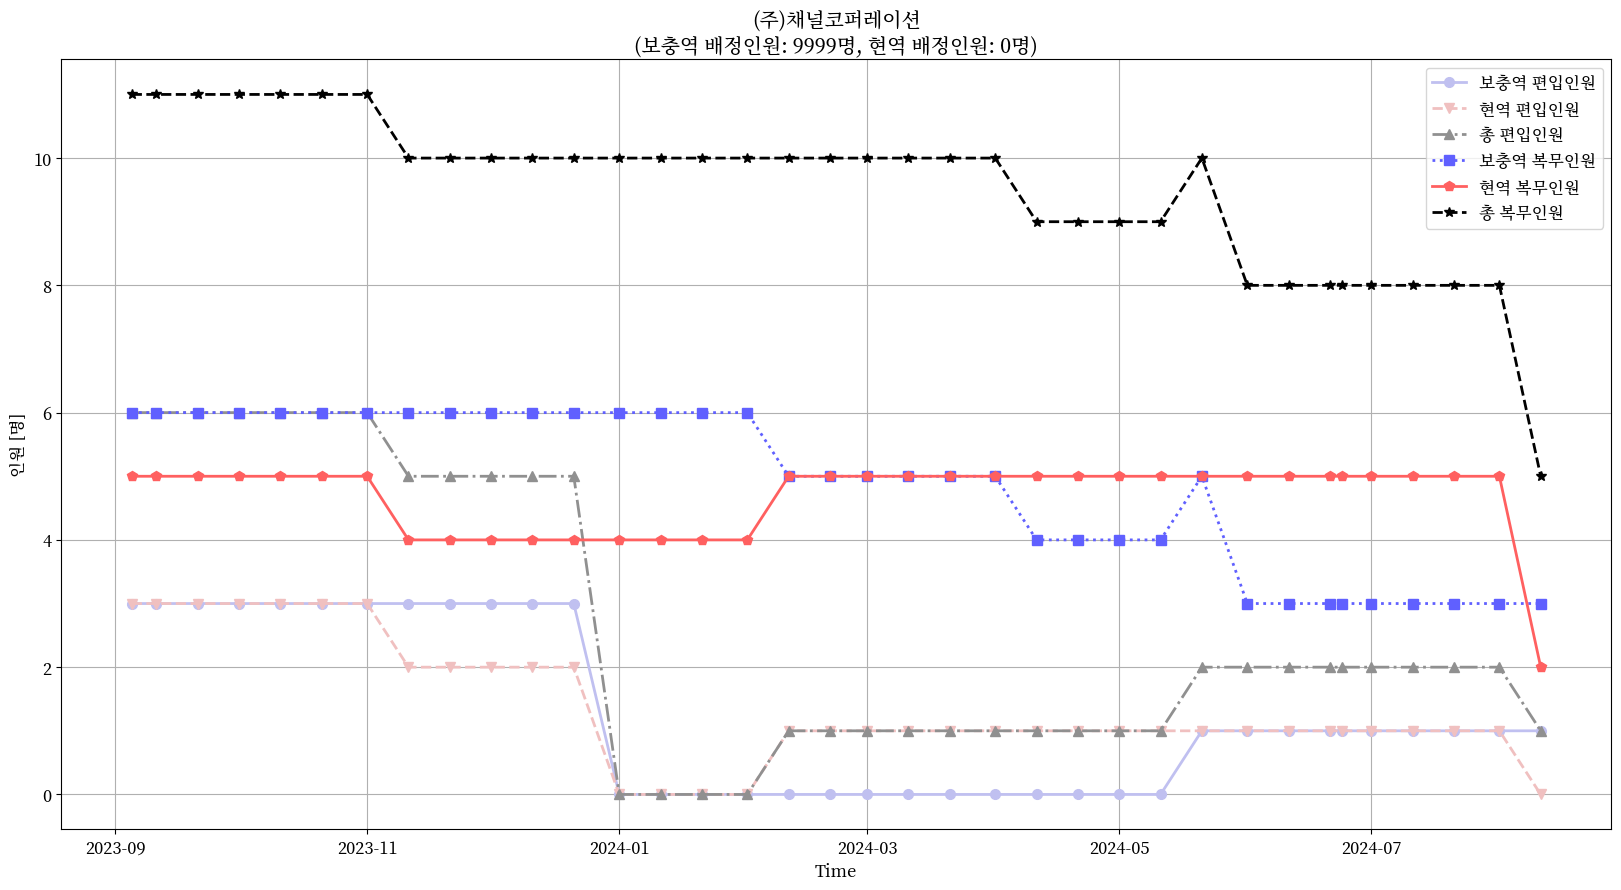 (주)채널코퍼레이션
(보충역 배정인원: 9999명, 현역 배정인원: 0명)
보충역 편입인원
현역 편입인원
총 편입인원
보충역 복무인원
현역 복무인원
총 복무인원
인원 [명]
10
8
6
4
2
0
2023-09
2023-11
2024-01
2024-03
2024-05
2024-07
Time